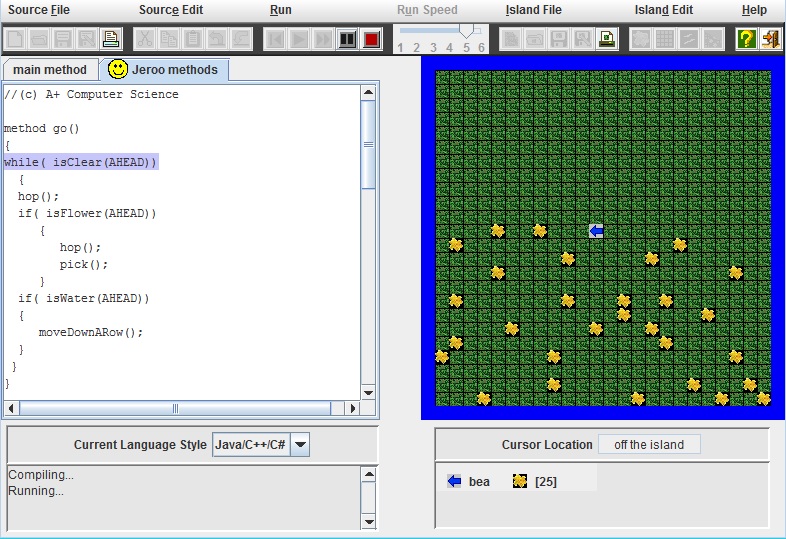 Source File Source Edit Run Run Speed Island File Island Edit Help
1 2 3 4 5 6
main method Jeroo methods
//(c) A+ Computer Science
method go()
{
while( isClear(AHEAD))
{
hop();
if( isFlower(AHEAD))
{
hop();
pick();
}
if( isWater(AHEAD))
{
moveDownARow();
}
}
}
Current Language Style Java/C++/C#
Cursor Location off the island
Compiling...
Running...
bea [25]